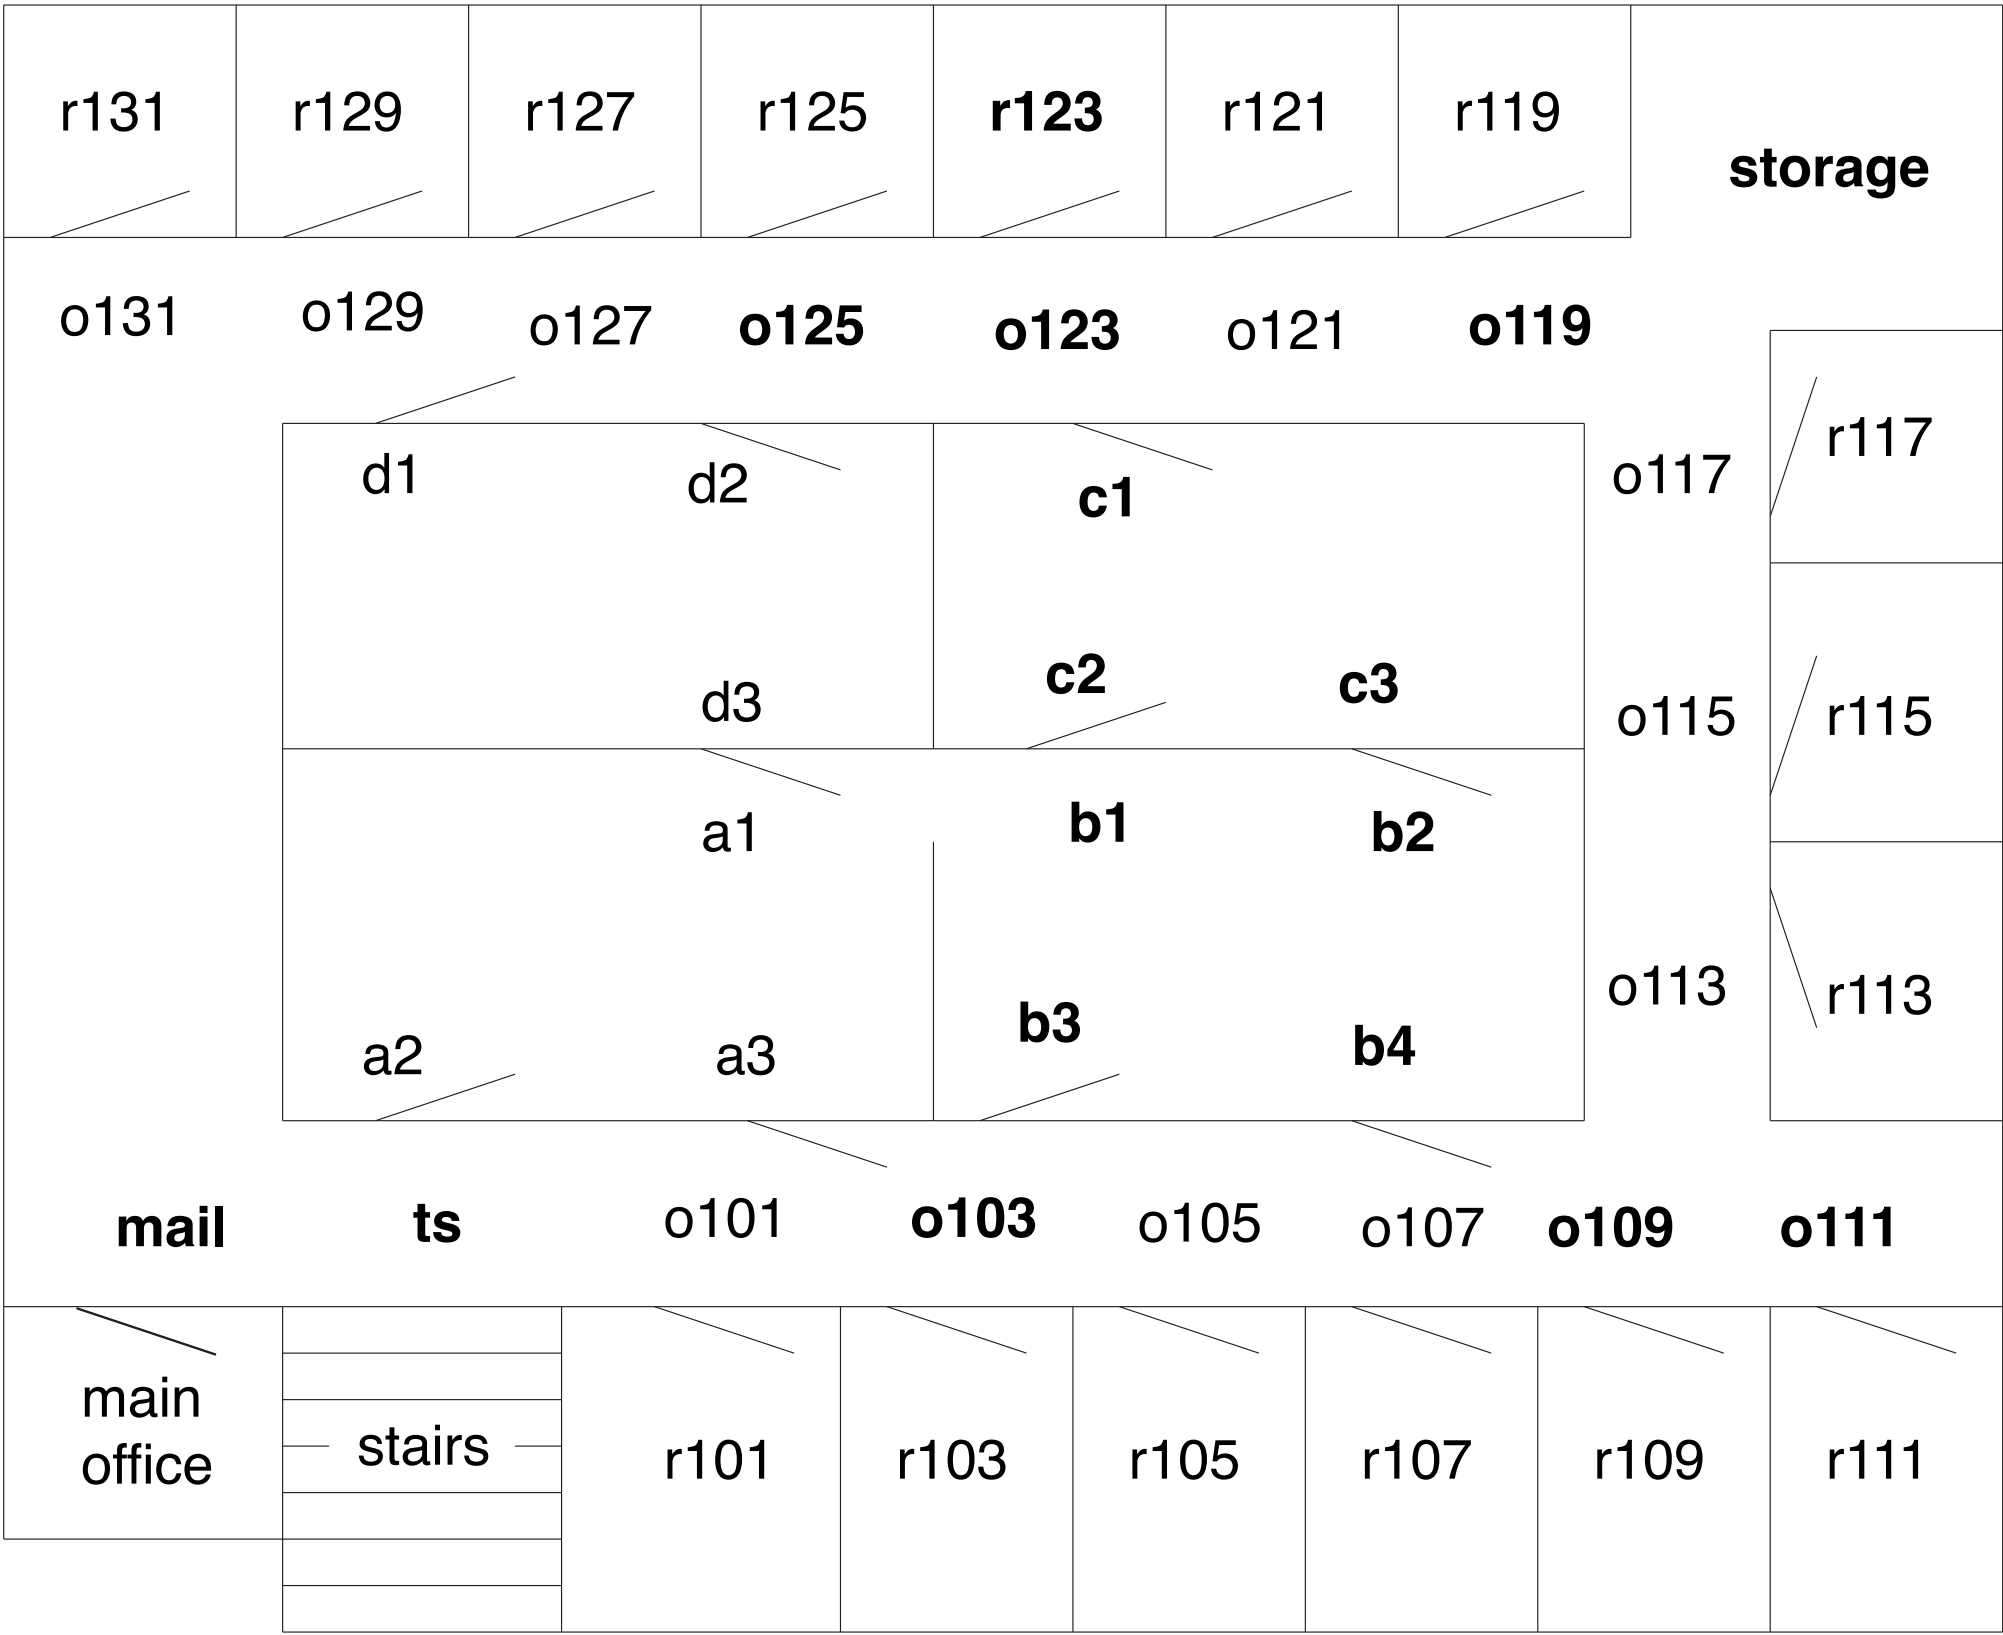 r131
r129
r127
r125
r123
r121
r119
storage
o131
o129
o127
o125
o123
o121
o119
d1
d2
c1
o117
r117
d3
c2
c3
o115
r115
a1
b1
b2
o113
r113
a2
a3
b3
b4
mail
ts
o101
o103
o105
o107
o109
o111
main
office
stairs
r101
r103
r105
r107
r109
r111